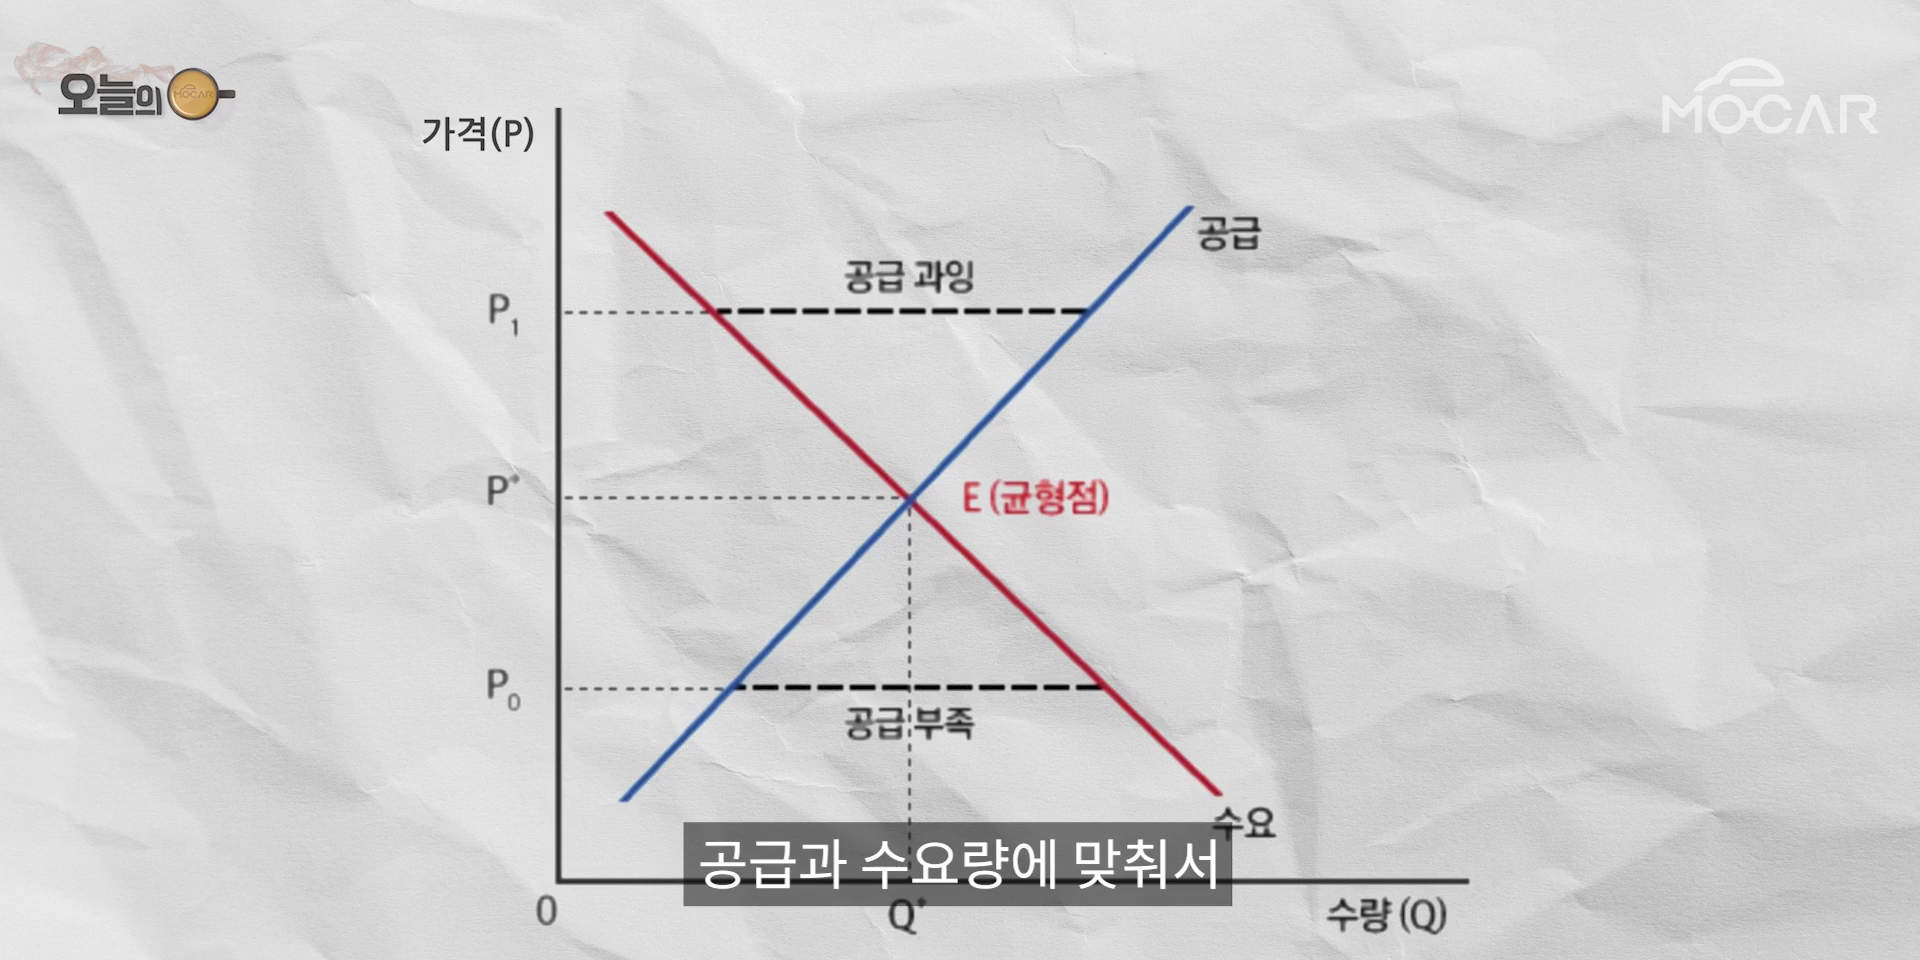 오늘의
MOCAR
MOCAR
가격(P)
공급
공급 과잉
P1
P*
E (균형점)
P0
공급 부족
수요
공급과 수요량에 맞춰서
0
Q*
수량 (Q)